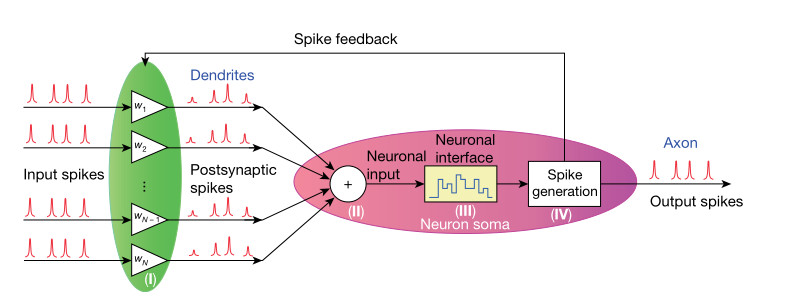 Spike feedback
Dendrites
Axon
w1
w2
⋮
wN−1
wN
(I)
Input spikes
Postsynaptic
spikes
Neuronal
input
Neuronal
interface
+
(II)
(III)
Neuron soma
Spike
generation
(IV)
Output spikes